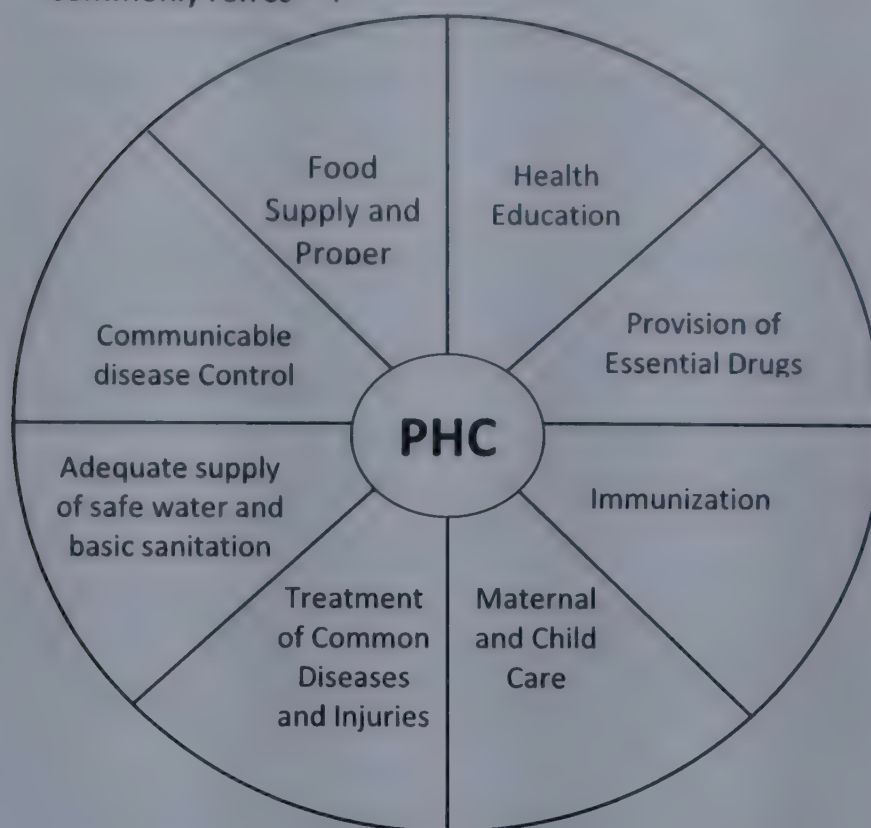 Food
Supply and
Proper
Health
Education
Provision of
Essential Drugs
Immunization
Maternal
and Child
Care
Treatment
of Common
Diseases
and Injuries
Adequate supply
of safe water and
basic sanitation
Communicable
disease Control
PHC